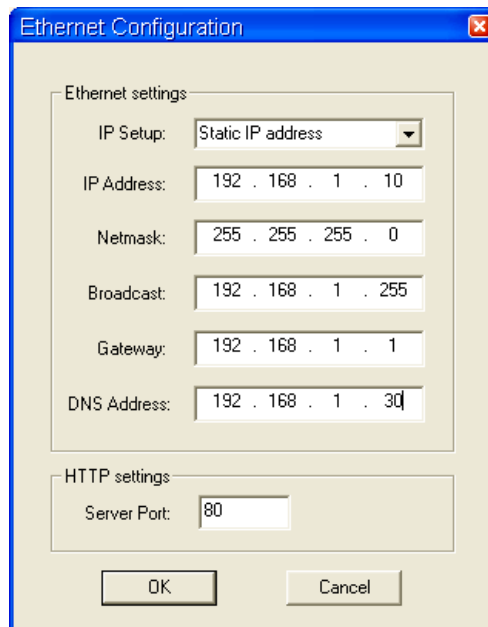 Ethernet Configuration
Ethernet settings
IP Setup: Static IP address
IP Address: 192 . 168 . 1 . 10
Netmask: 255 . 255 . 255 . 0
Broadcast: 192 . 168 . 1 . 255
Gateway: 192 . 168 . 1 . 1
DNS Address: 192 . 168 . 1 . 30
HTTP settings
Server Port: 80
OK Cancel